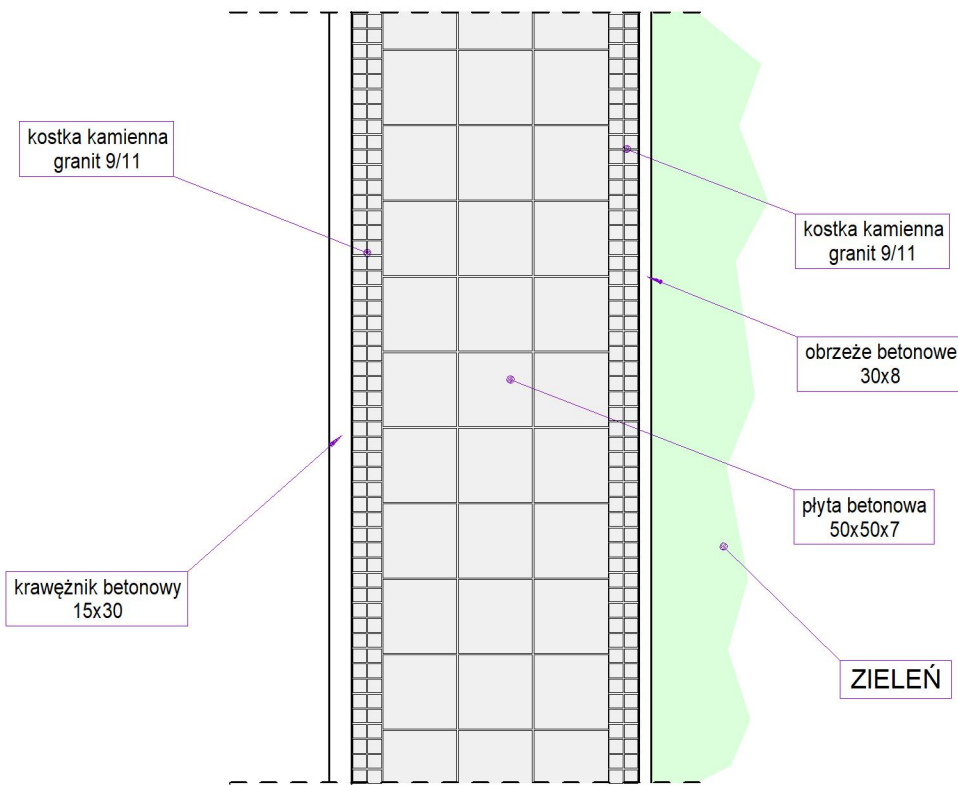 kostka kamienna
granit 9/11
kostka kamienna
granit 9/11
obrzeże betonowe
30x8
płyta betonowa
50x50x7
krawężnik betonowy
15x30
ZIELEŃ